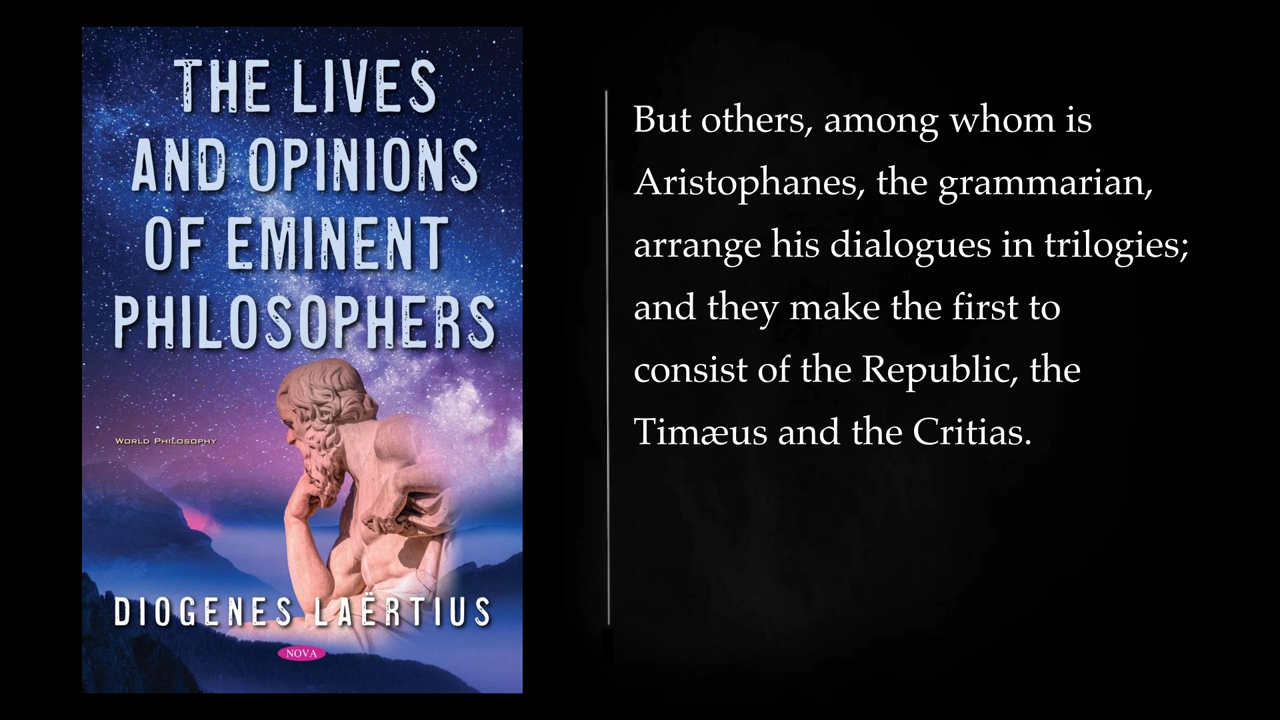 THE LIVES
AND OPINIONS
OF EMINENT
PHILOSOPHERS
WORLD PHILOSOPHY
DIOGENES LAËRTIUS
NOVA
But others, among whom is
Aristophanes, the grammarian,
arrange his dialogues in trilogies;
and they make the first to
consist of the Republic, the
Timæus and the Critias.